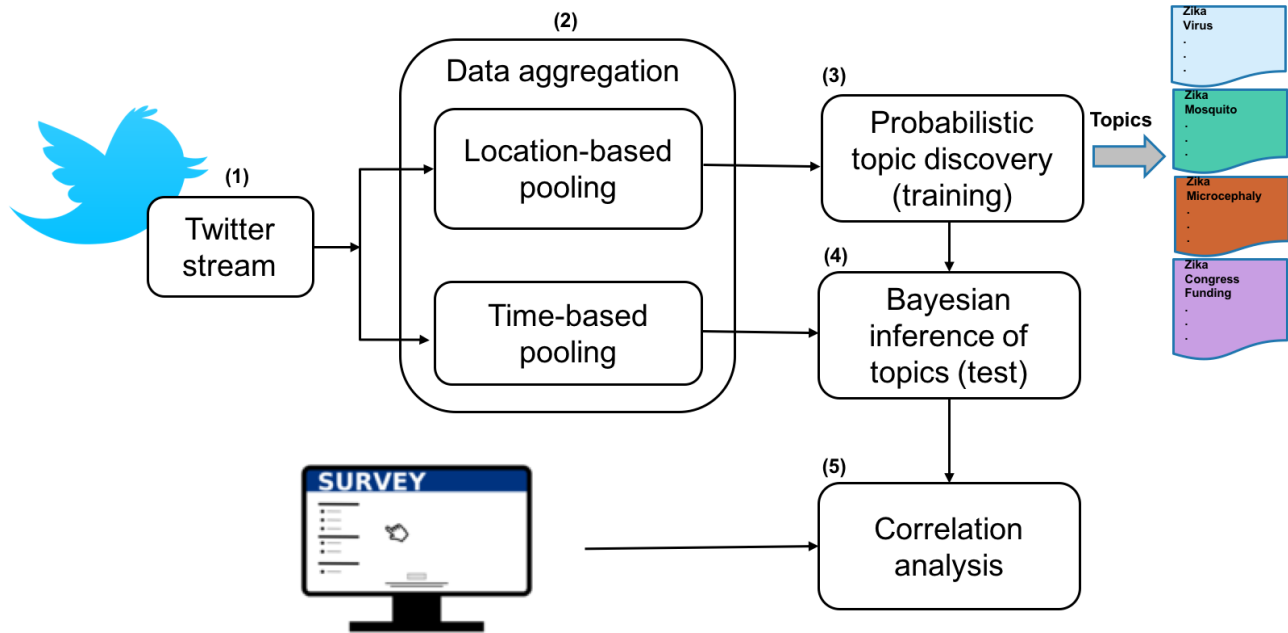 (1)
Twitter
stream
(2)
Data aggregation
Location-based
pooling
Time-based
pooling
(3)
Probabilistic
topic discovery
(training)
Topics
Zika
Virus
.
.
.
Zika
Mosquito
.
.
.
Zika
Microcephaly
.
.
.
Zika
Congress
Funding
.
.
.
(4)
Bayesian
inference of
topics (test)
SURVEY
(5)
Correlation
analysis